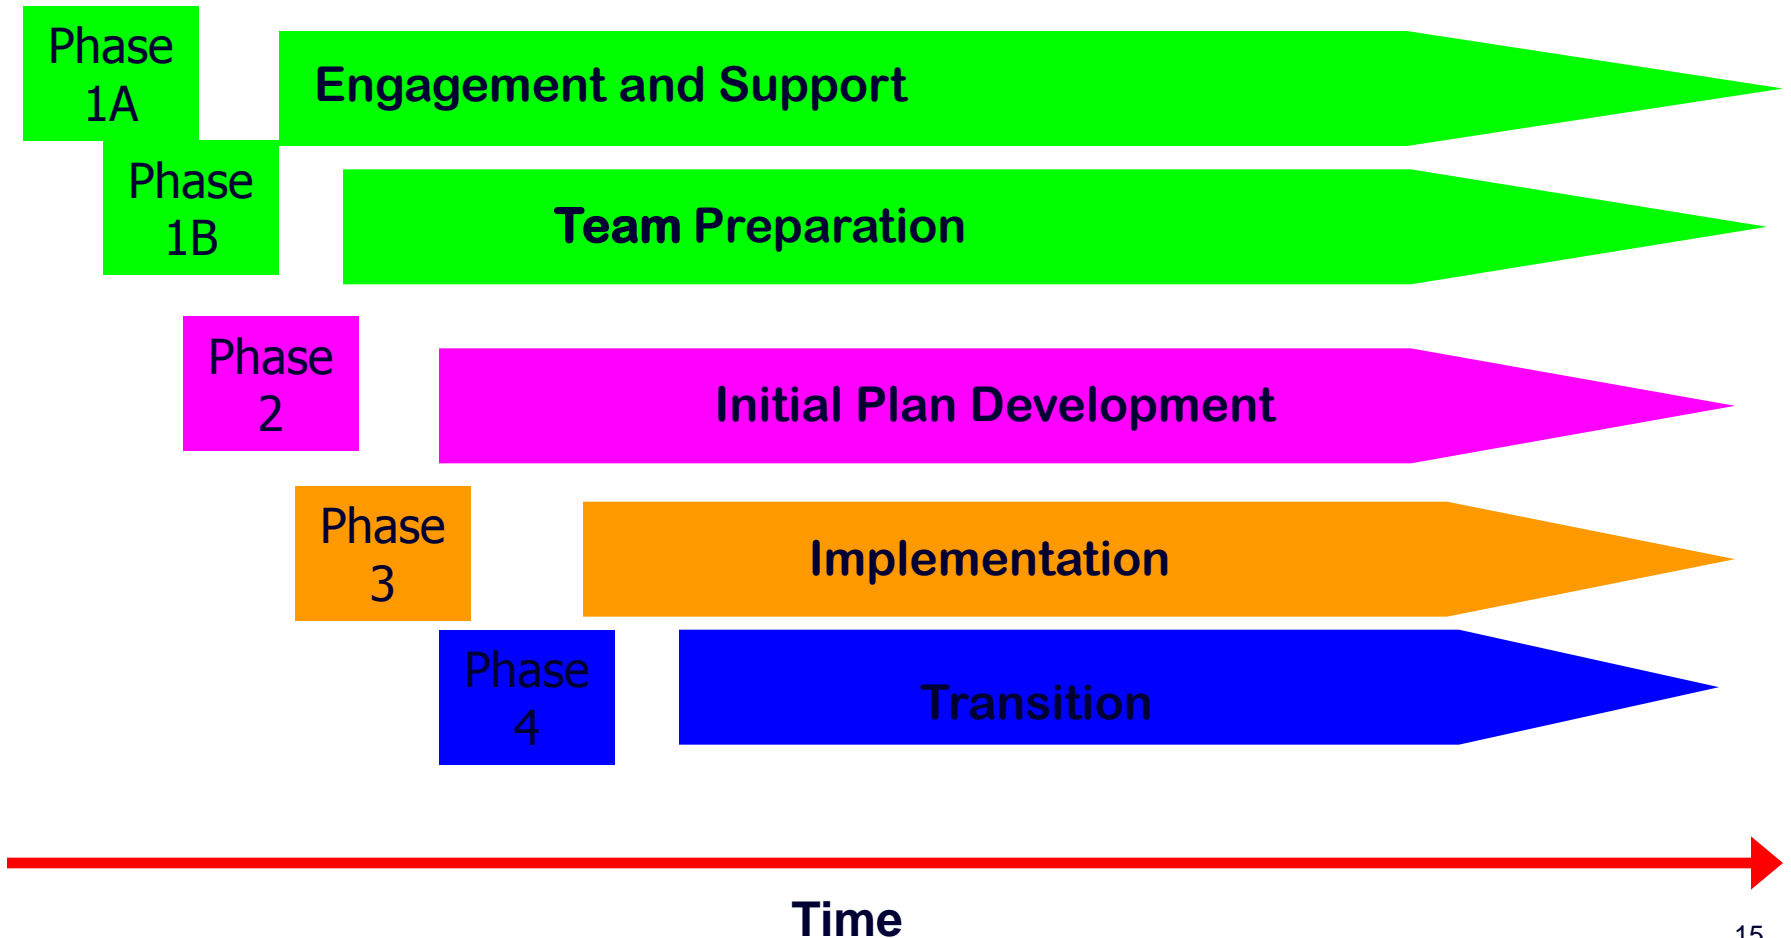 Phase
1A
Engagement and Support
Phase
1B
Team Preparation
Phase
2
Initial Plan Development
Phase
3
Implementation
Phase
4
Transition
Time
15